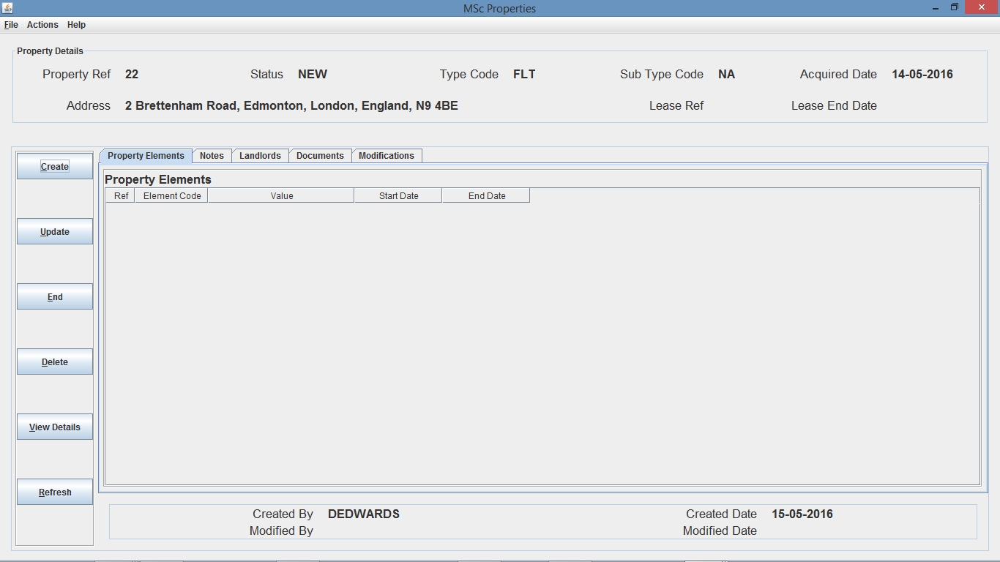 MSc Properties
File Actions Help
Property Details
Property Ref 22 Status NEW Type Code FLT Sub Type Code NA Acquired Date 14-05-2016
Address 2 Brettenham Road, Edmonton, London, England, N9 4BE Lease Ref Lease End Date
Property Elements Notes Landlords Documents Modifications
Create
Property Elements
Ref Element Code Value Start Date End Date
Update
End
Delete
View Details
Refresh
Created By DEDWARDS Created Date 15-05-2016
Modified By Modified Date